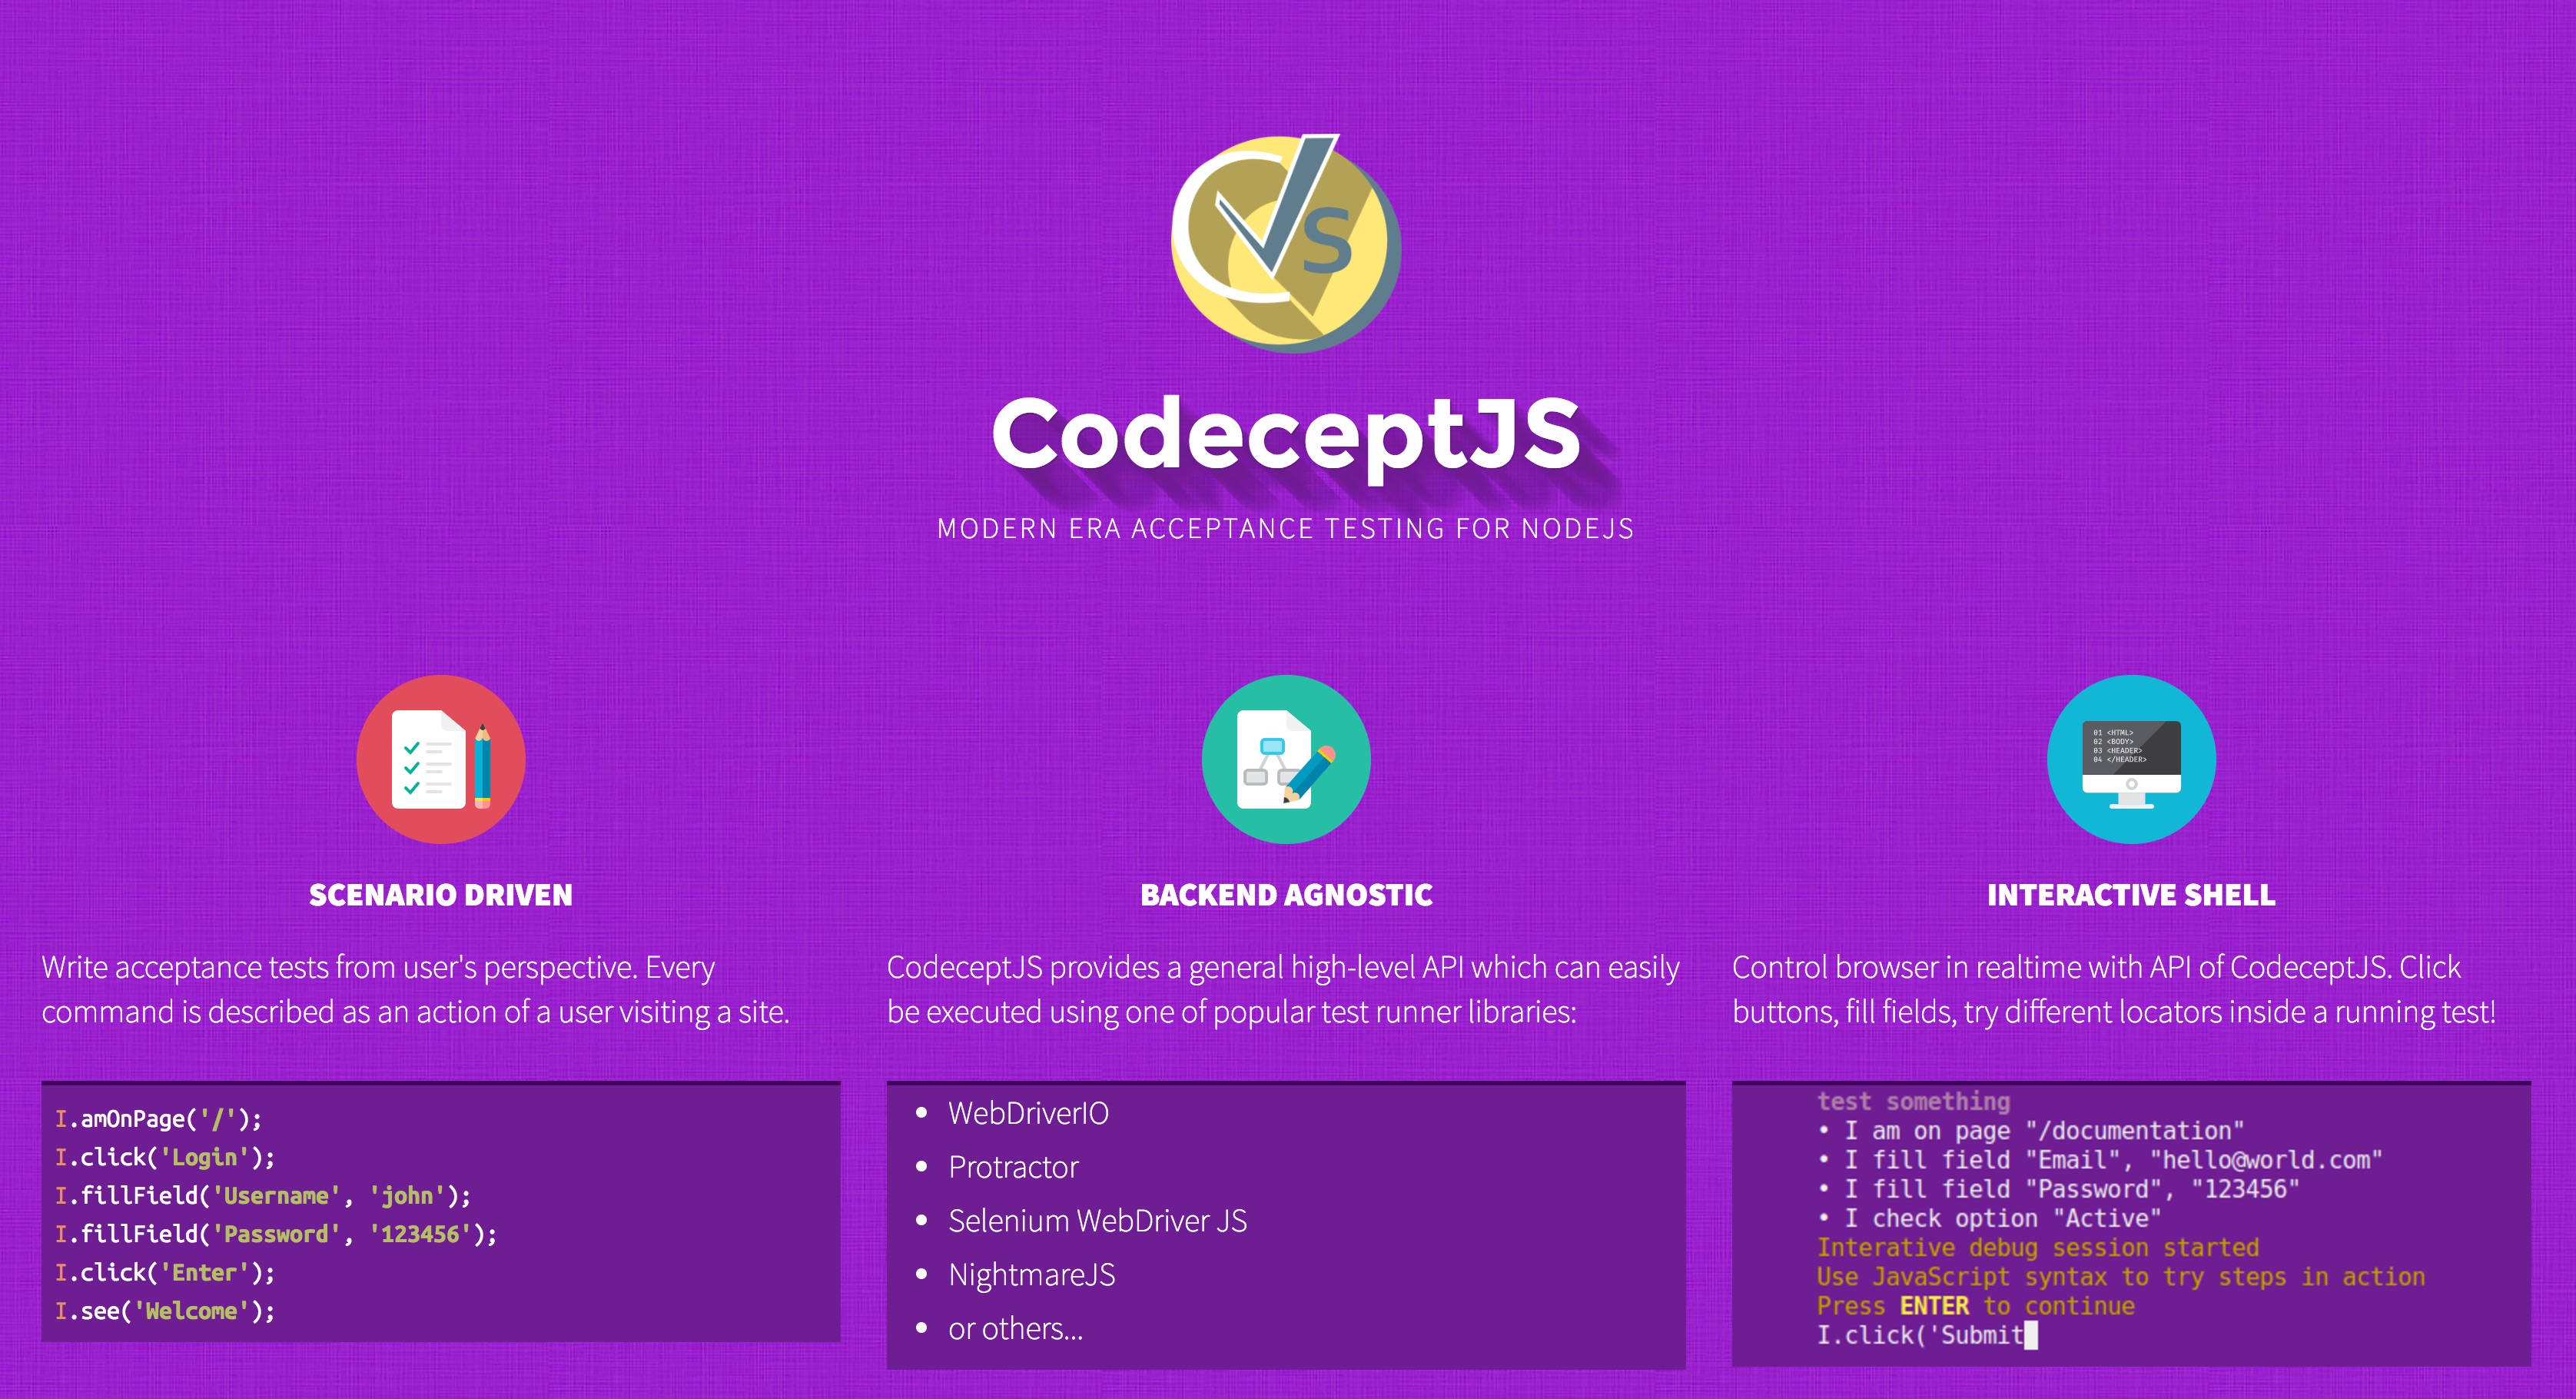 CJS
CodeceptJS
MODERN ERA ACCEPTANCE TESTING FOR NODEJS
SCENARIO DRIVEN
Write acceptance tests from user's perspective. Every
command is described as an action of a user visiting a site.
I.amOnPage('/');
I.click('Login');
I.fillField('Username', 'john');
I.fillField('Password', '123456');
I.click('Enter');
I.see('Welcome');
BACKEND AGNOSTIC
CodeceptJS provides a general high-level API which can easily
be executed using one of popular test runner libraries:
• WebDriverIO
• Protractor
• Selenium WebDriver JS
• NightmareJS
• or others...
01 <HTML>
02 <BODY>
03 <HEADER>
04 </HEADER>
INTERACTIVE SHELL
Control browser in realtime with API of CodeceptJS. Click
buttons, fill fields, try different locators inside a running test!
test something
• I am on page "/documentation"
• I fill field "Email", "hello@world.com"
• I fill field "Password", "123456"
• I check option "Active"
Interative debug session started
Use JavaScript syntax to try steps in action
Press ENTER to continue
I.click('Submit